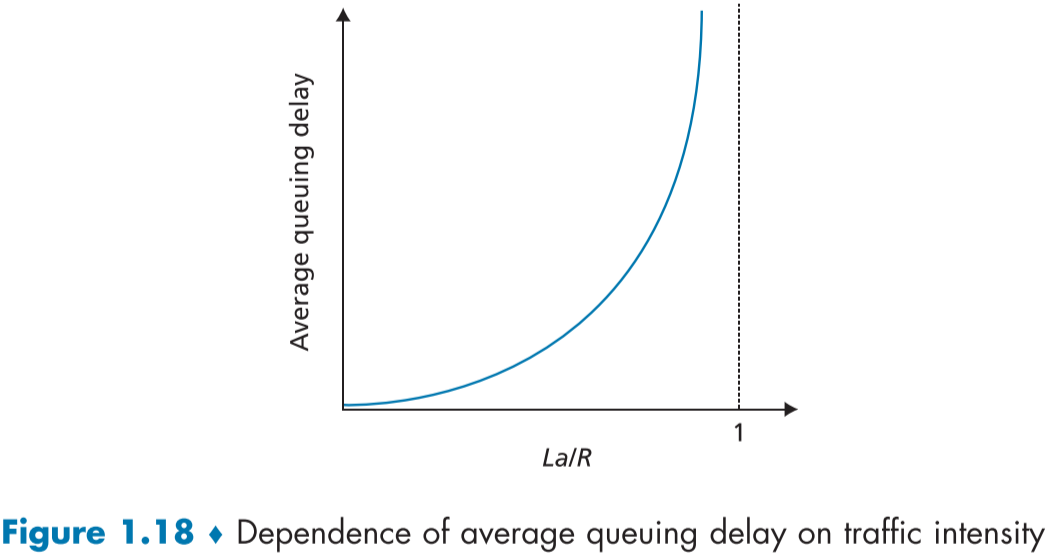 Average queuing delay
1
La/R
Figure 1.18 ♦ Dependence of average queuing delay on traffic intensity